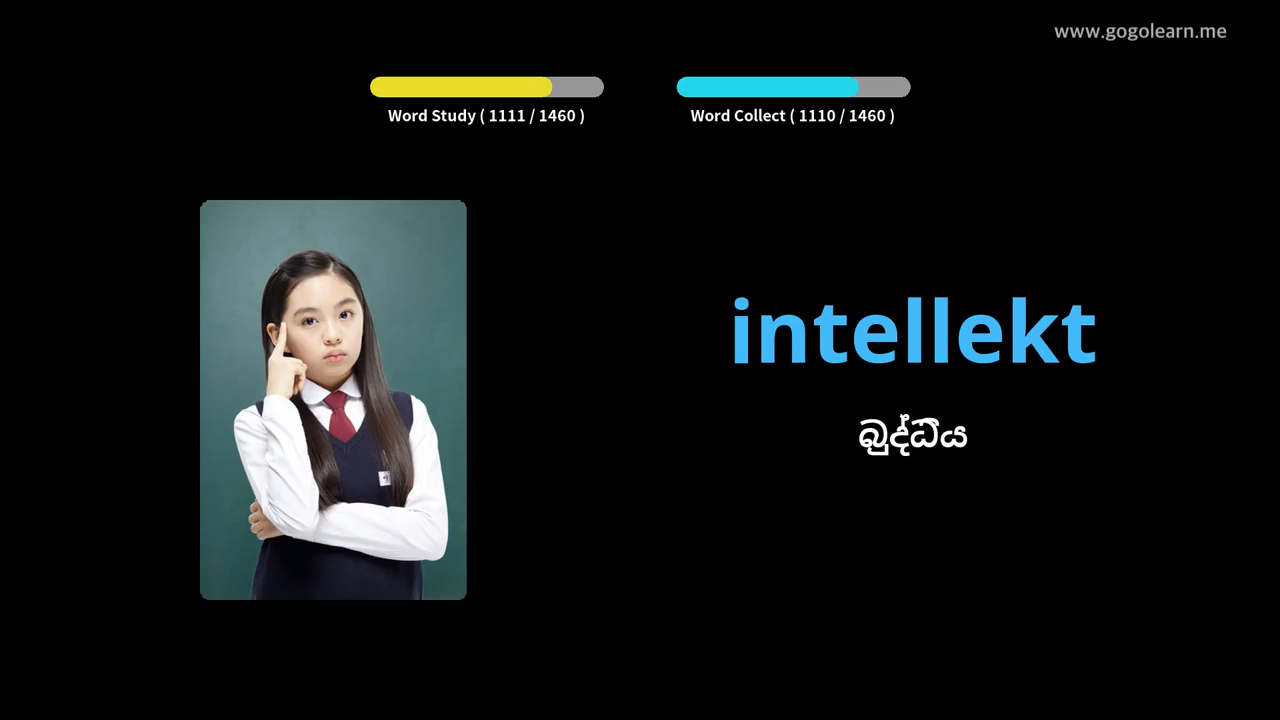 www.gogolearn.me
Word Study ( 1111 / 1460 )
Word Collect ( 1110 / 1460 )
intellekt
බුද්ධිය